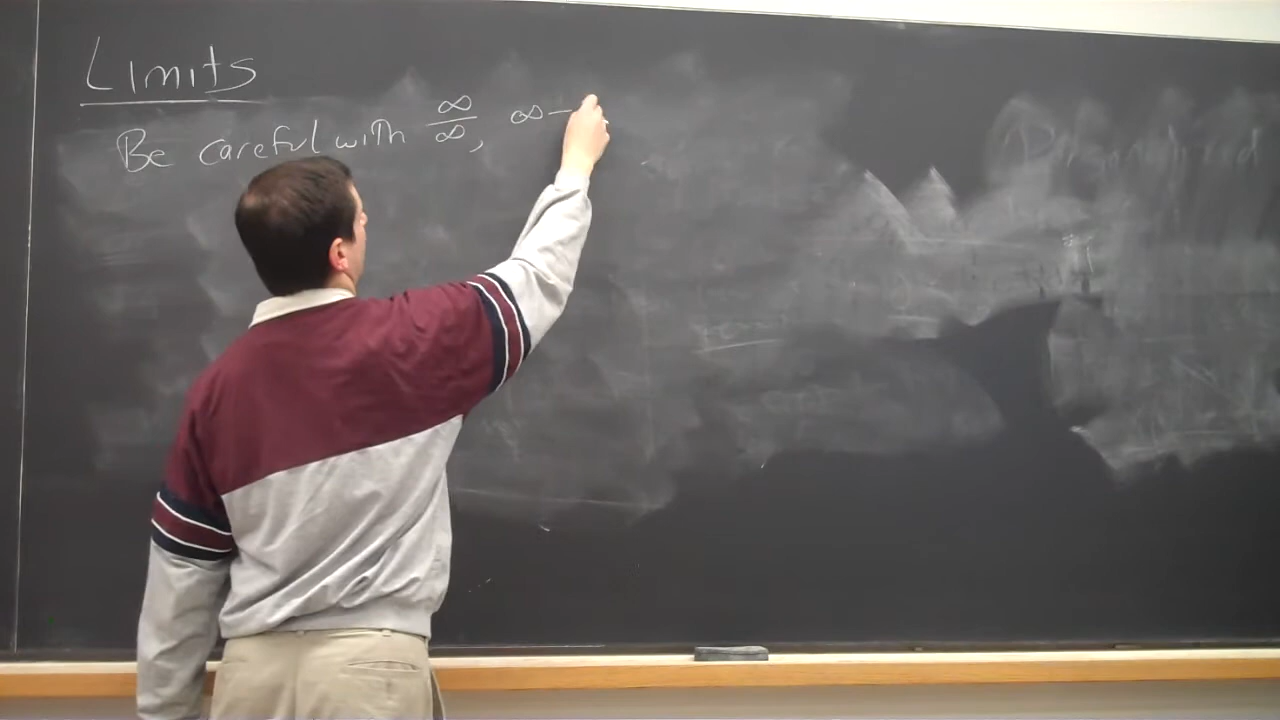 Limits
Be careful with ∞/∞, ∞ −